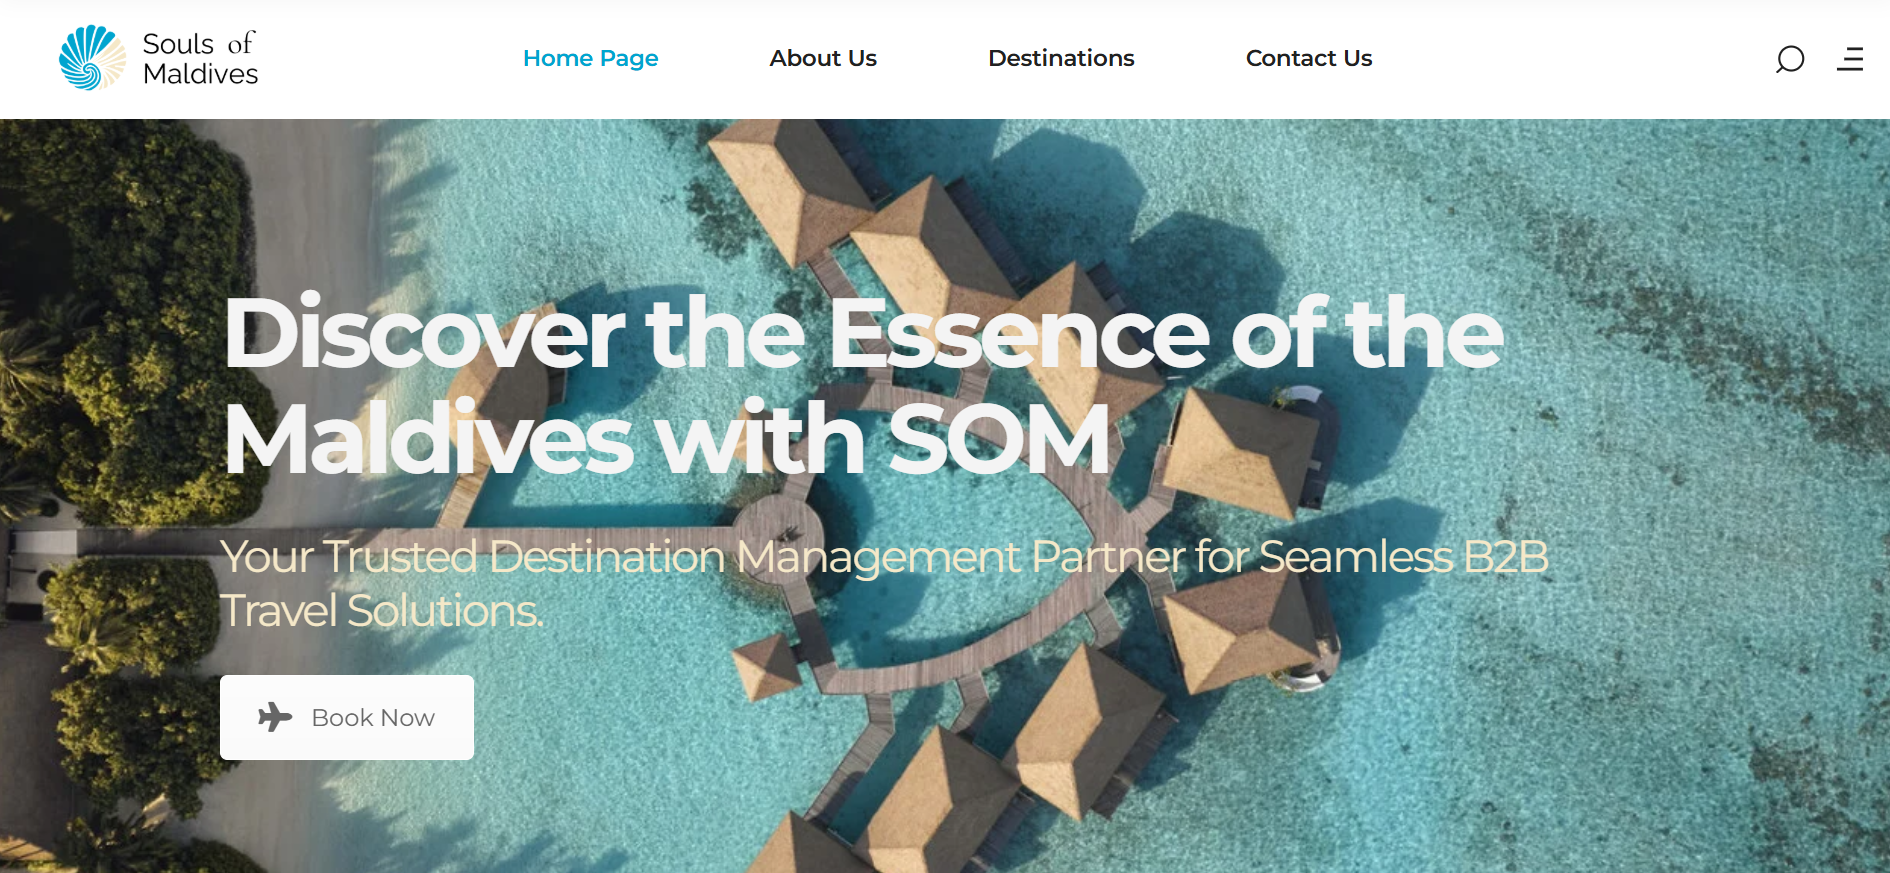 Souls of
Maldives
Home Page
About Us
Destinations
Contact Us
Discover the Essence of the
Maldives with SOM
Your Trusted Destination Management Partner for Seamless B2B
Travel Solutions.
Book Now